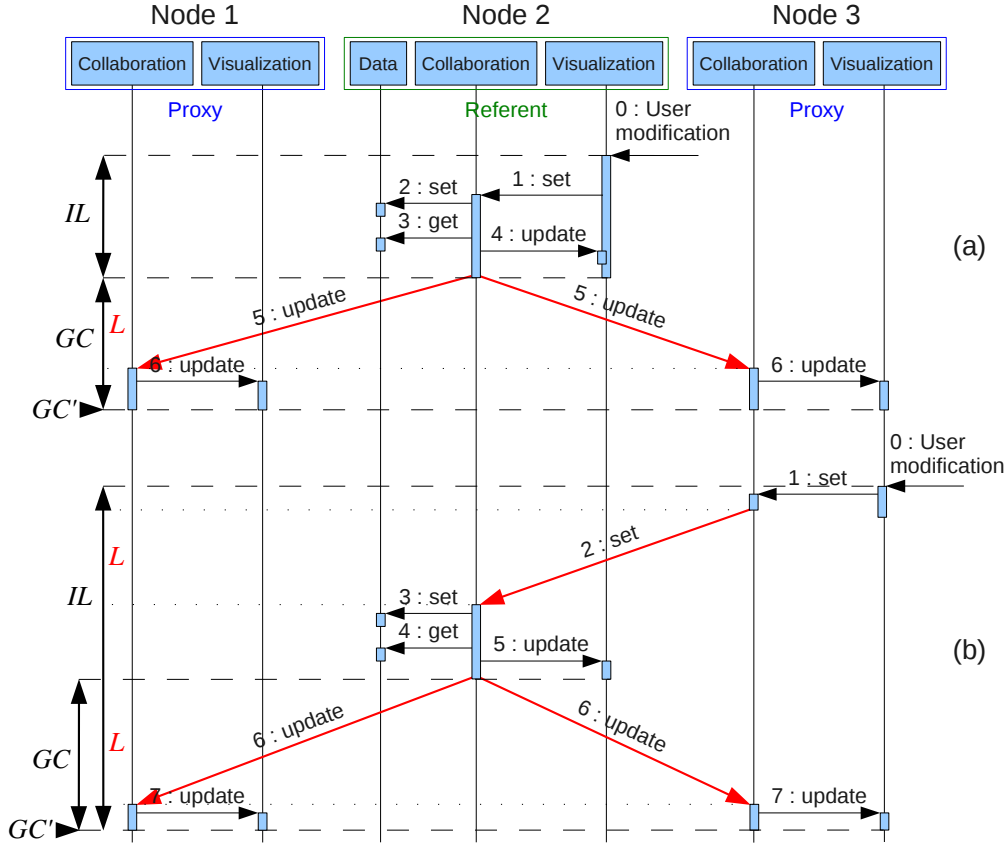 Node 1 Node 2 Node 3
Collaboration Visualization Data Collaboration Visualization Collaboration Visualization
Proxy Referent Proxy
0 : User
modification
1 : set
2 : set
3 : get
4 : update
IL
(a)
5 : update 5 : update
GC L
6 : update 6 : update
GC'
0 : User
modification
1 : set
2 : set
L
IL
3 : set
4 : get
5 : update
(b)
6 : update 6 : update
GC L
7 : update 7 : update
GC'